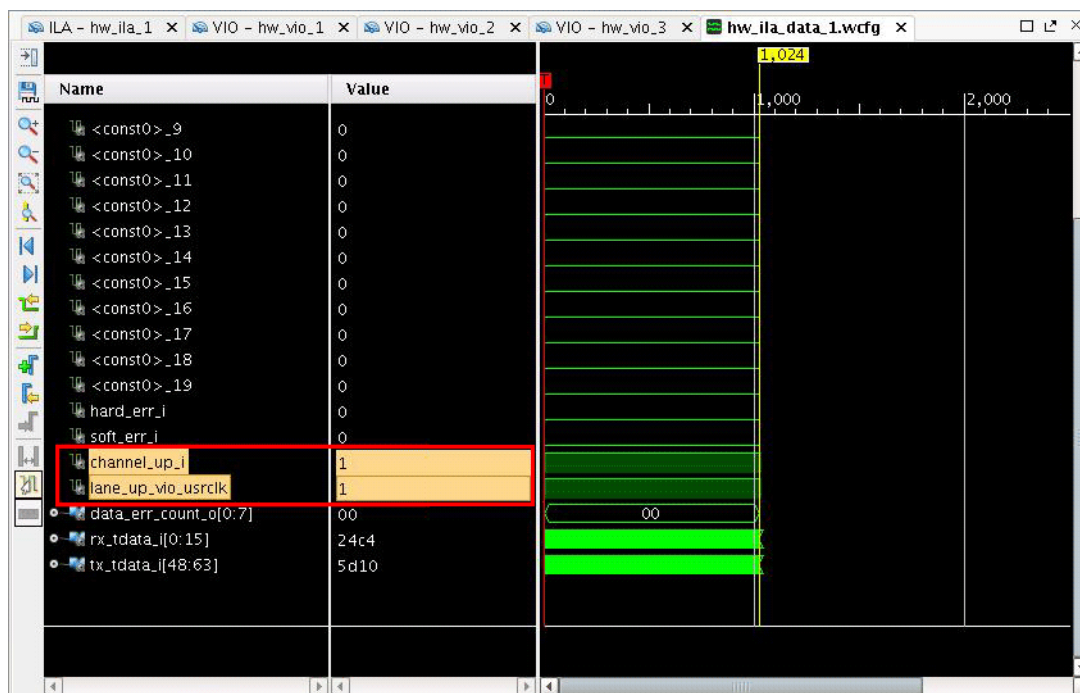 ILA - hw_ila_1 VIO - hw_vio_1 VIO - hw_vio_2 VIO - hw_vio_3 hw_ila_data_1.wcfg
1,024
Name Value
0 1,000 2,000
<const0>_9 0
<const0>_10 0
<const0>_11 0
<const0>_12 0
<const0>_13 0
<const0>_14 0
<const0>_15 0
<const0>_16 0
<const0>_17 0
<const0>_18 0
<const0>_19 0
hard_err_i 0
soft_err_i 0
channel_up_i 1
lane_up_vio_usrclk 1
data_err_count_o[0:7] 00 00
rx_tdata_i[0:15] 24c4
tx_tdata_i[48:63] 5d10